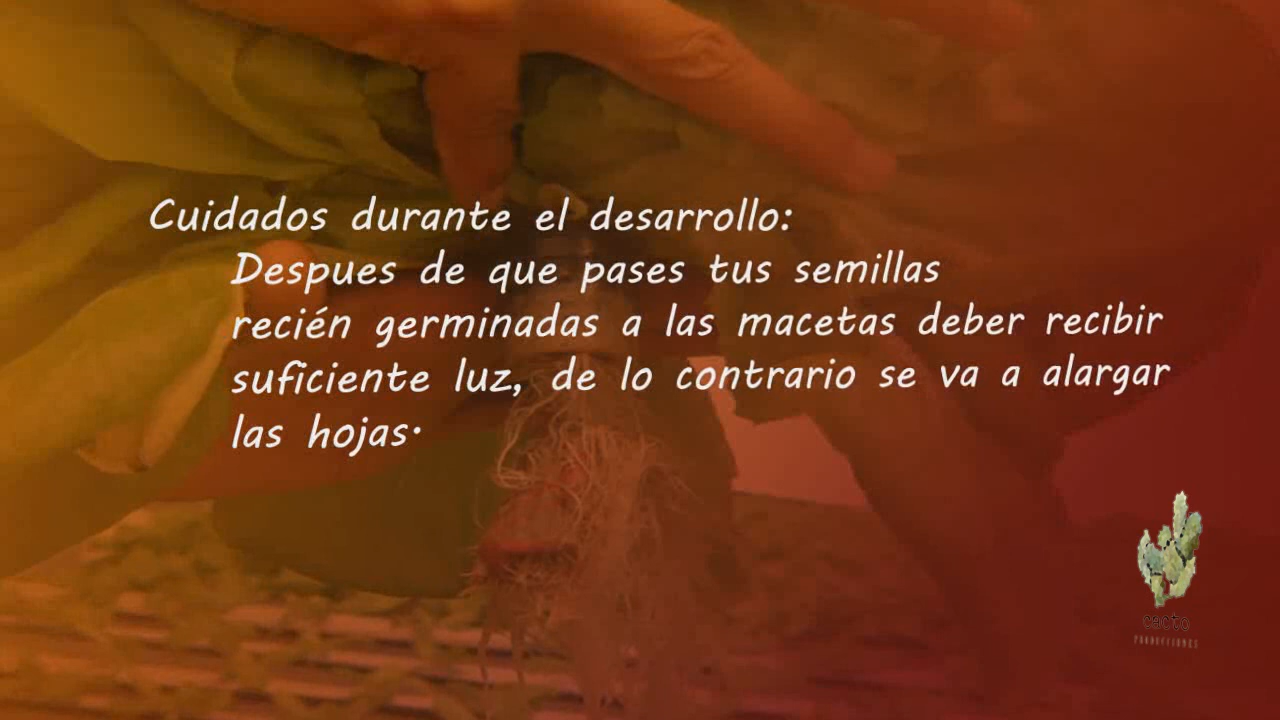 Cuidados durante el desarrollo:
Despues de que pases tus semillas
recién germinadas a las macetas deber recibir
suficiente luz, de lo contrario se va a alargar
las hojas.
cacto
PRODUCCIONES